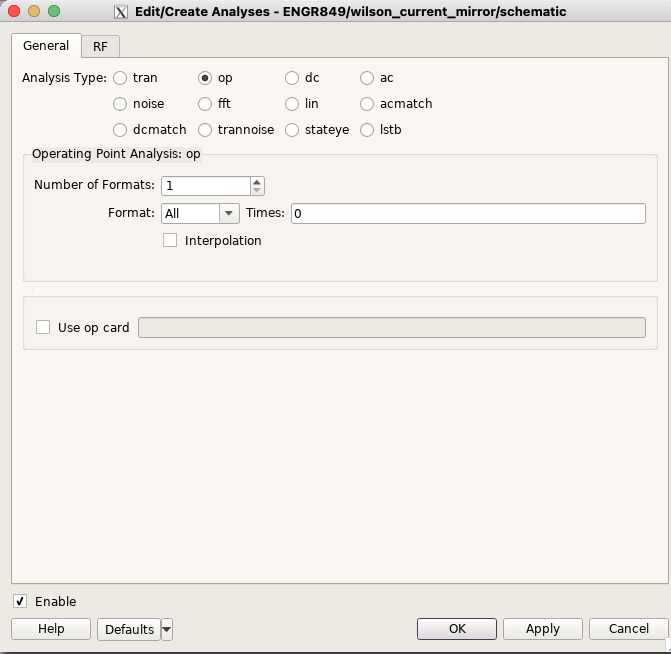 Edit/Create Analyses - ENGR849/wilson_current_mirror/schematic
General RF
Analysis Type: tran op dc ac
noise fft lin acmatch
dcmatch trannoise stateye lstb
Operating Point Analysis: op
Number of Formats: 1
Format: All Times: 0
Interpolation
Use op card
Enable
Help Defaults OK Apply Cancel